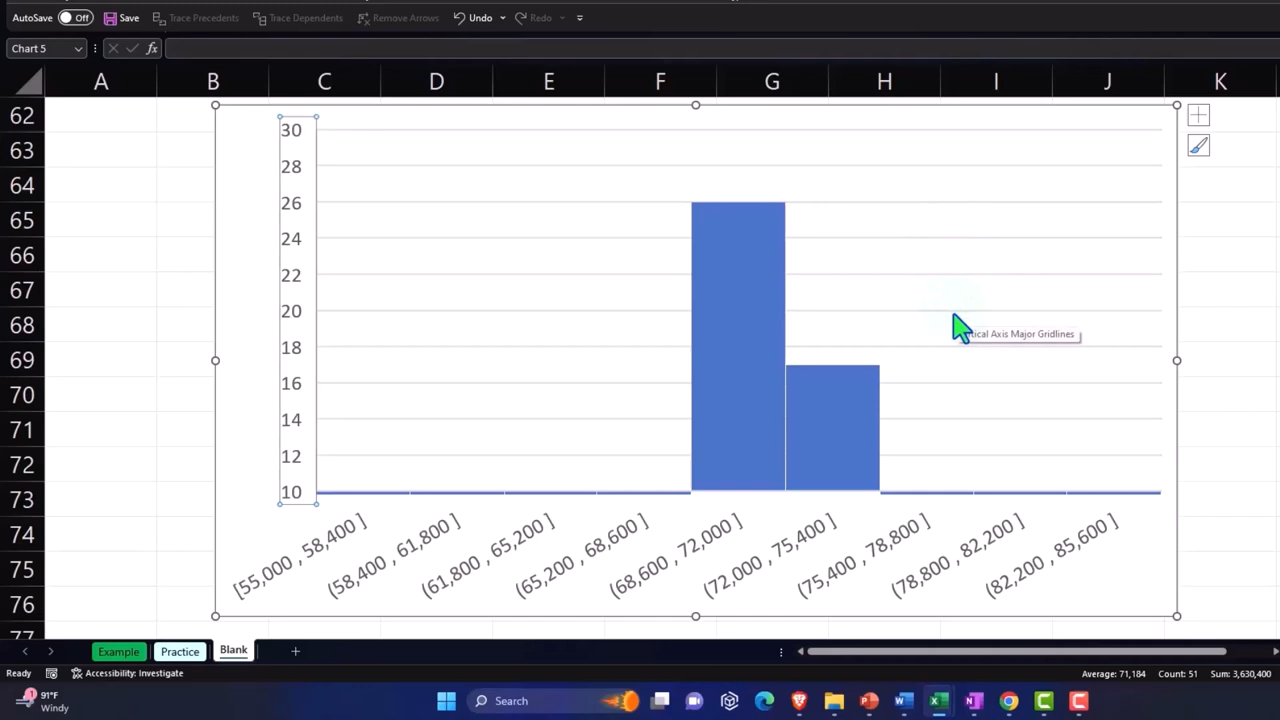 AutoSave Off Save Trace Precedents Trace Dependents Remove Arrows Undo Redo
Chart 5 fx
A B C D E F G H I J K
62
63
64
65
66
67
68
69
70
71
72
73
74
75
76
77
30
28
26
24
22
20
18
16
14
12
10
tical Axis Major Gridlines
[55,000 , 58,400 ]
(58,400 , 61,800 ]
(61,800 , 65,200 ]
(65,200 , 68,600 ]
(68,600 , 72,000 ]
(72,000 , 75,400 ]
(75,400 , 78,800 ]
(78,800 , 82,200 ]
(82,200 , 85,600 ]
Example Practice Blank
Ready Accessibility: Investigate Average: 71,184 Count: 51 Sum: 3,630,400
1 91°F
Windy
Search